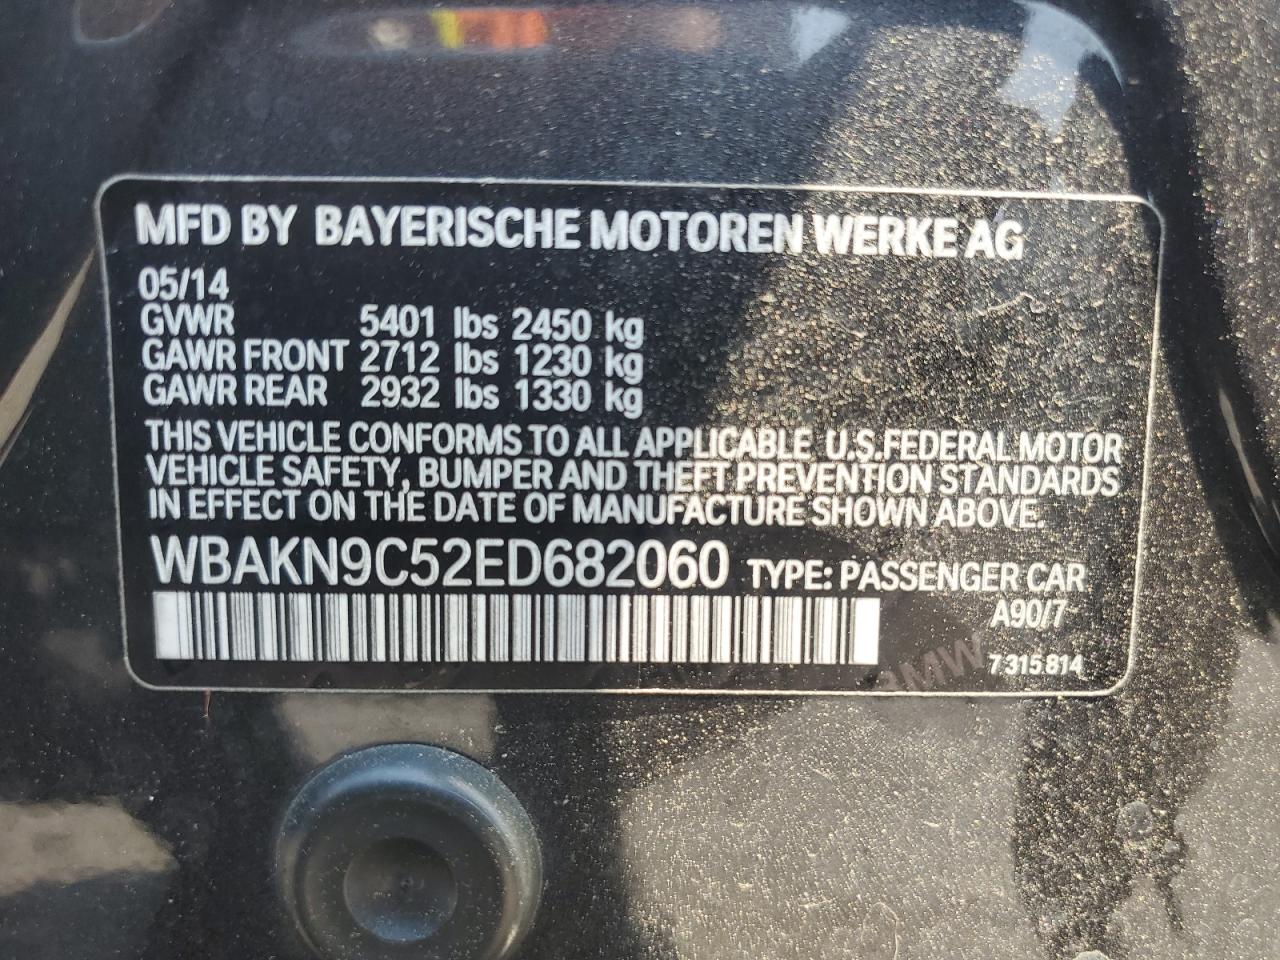 MFD BY BAYERISCHE MOTOREN WERKE AG
05/14
GVWR 5401 lbs 2450 kg
GAWR FRONT 2712 lbs 1230 kg
GAWR REAR 2932 lbs 1330 kg
THIS VEHICLE CONFORMS TO ALL APPLICABLE U.S.FEDERAL MOTOR
VEHICLE SAFETY, BUMPER AND THEFT PREVENTION STANDARDS
IN EFFECT ON THE DATE OF MANUFACTURE SHOWN ABOVE.
WBAKN9C52ED682060 TYPE: PASSENGER CAR
A90/7
BMW
7 315 814